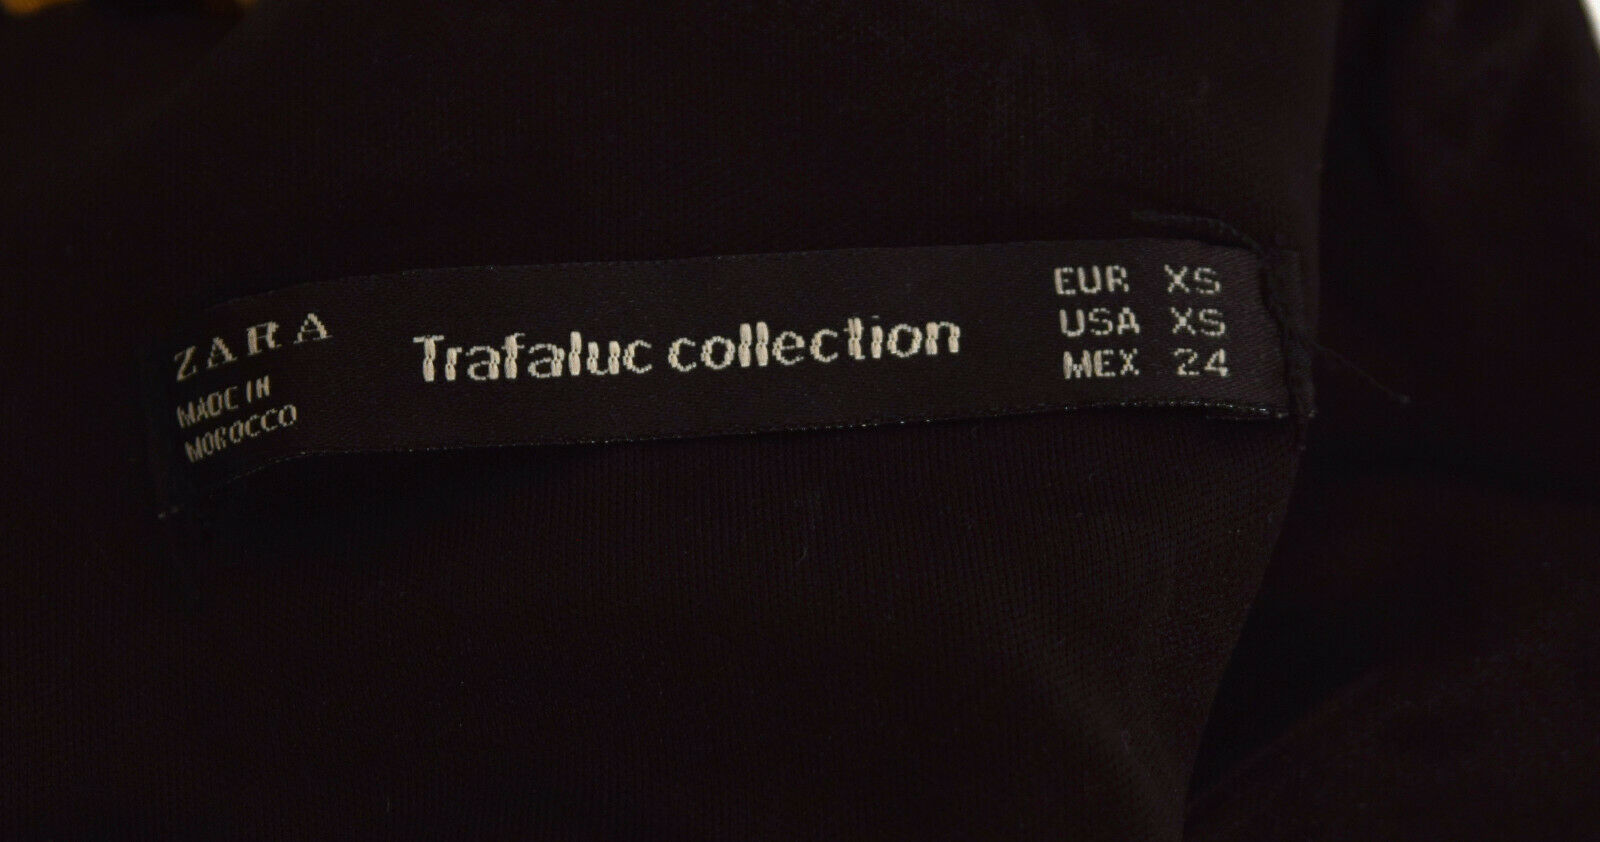 ZARA
MADE IN
MOROCCO
Trafaluc collection
EUR XS
USA XS
MEX 24